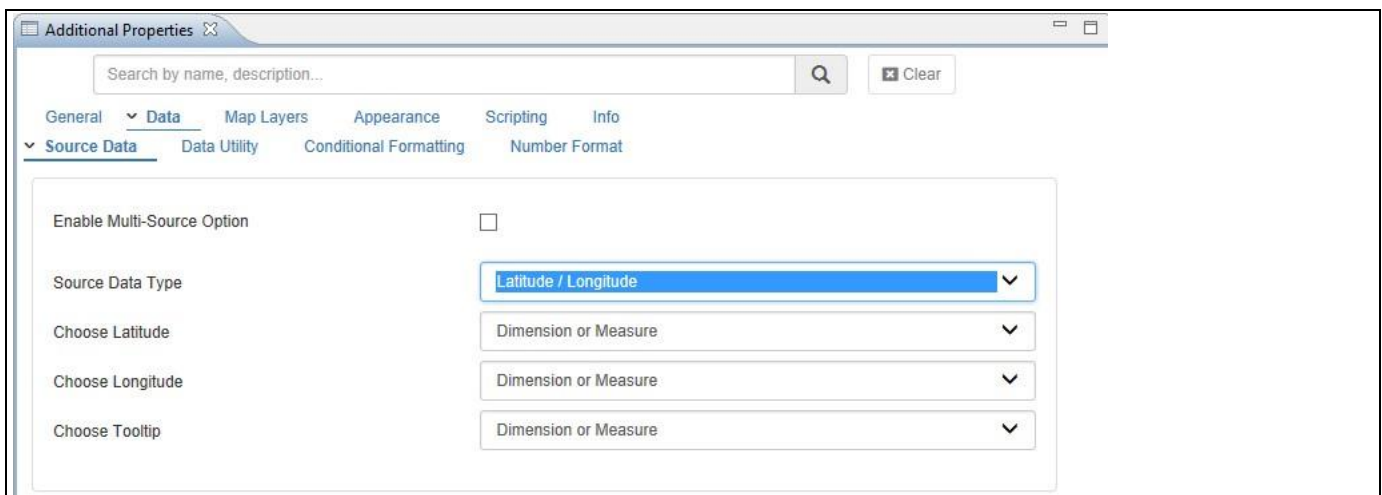 Additional Properties
Search by name, description...
Clear
General Data Map Layers Appearance Scripting Info
Source Data Data Utility Conditional Formatting Number Format
Enable Multi-Source Option
Source Data Type Latitude / Longitude
Choose Latitude Dimension or Measure
Choose Longitude Dimension or Measure
Choose Tooltip Dimension or Measure